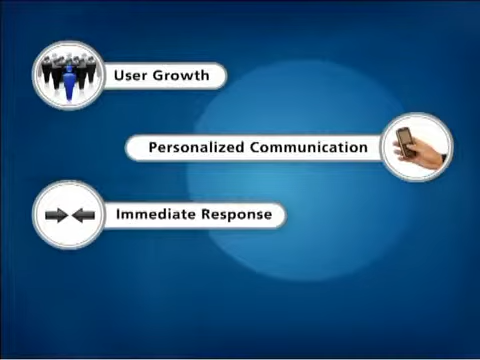 User Growth
Personalized Communication
Immediate Response